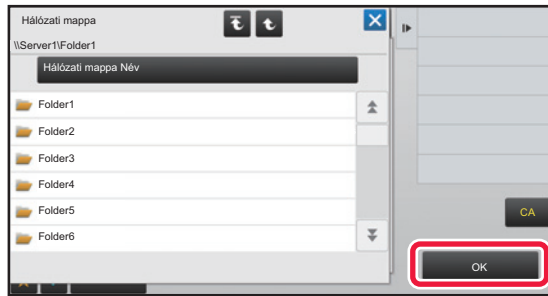 Hálózati mappa
\\Server1\Folder1
Hálózati mappa Név
Folder1
Folder2
Folder3
Folder4
Folder5
Folder6
CA
OK